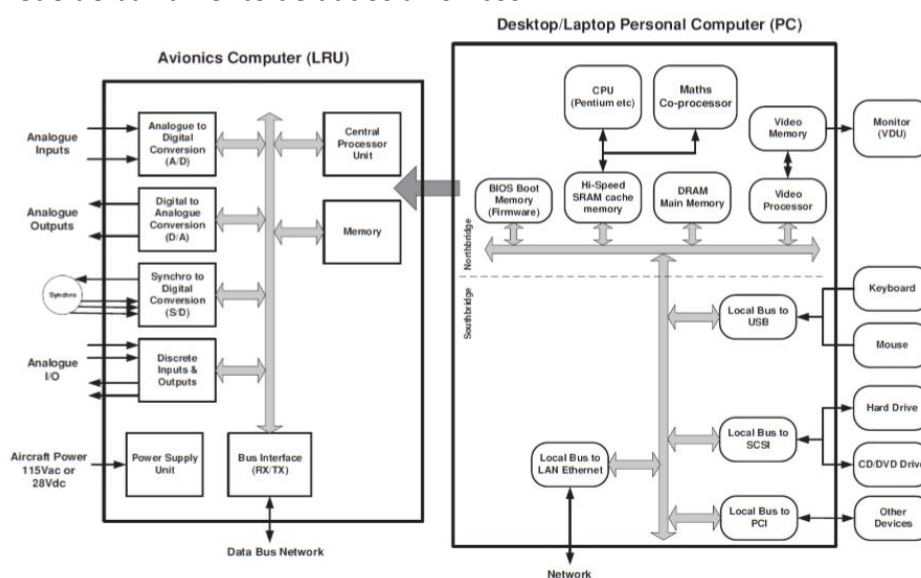 Desktop/Laptop Personal Computer (PC)
Avionics Computer (LRU)
Analogue
Inputs
Analogue to
Digital
Conversion
(A/D)
Central
Processor
Unit
Analogue
Outputs
Digital to
Analogue
Conversion
(D/A)
Memory
Synchro
Synchro to
Digital
Conversion
(S/D)
Analogue
I/O
Discrete
Inputs &
Outputs
Aircraft Power
115Vac or
28Vdc
Power Supply
Unit
Bus Interface
(RX/TX)
Data Bus Network
CPU
(Pentium etc)
Maths
Co-processor
Video
Memory
Monitor
(VDU)
BIOS Boot
Memory
(Firmware)
Hi-Speed
SRAM cache
memory
DRAM
Main Memory
Video
Processor
Northbridge
Southbridge
Local Bus to
USB
Keyboard
Mouse
Local Bus to
SCSI
Hard Drive
CD/DVD Drive
Local Bus to
LAN Ethernet
Local Bus to
PCI
Other
Devices
Network